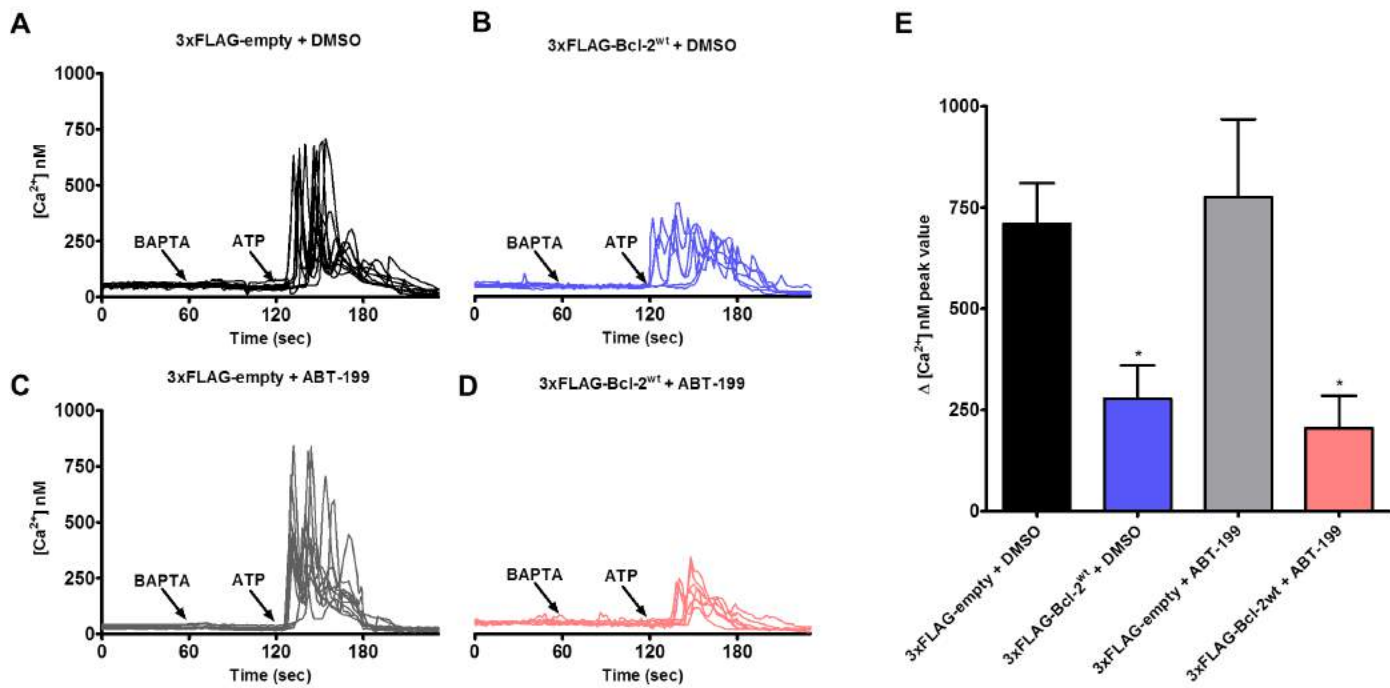 A
3xFLAG-empty + DMSO
[Ca²⁺] nM
1000
750
500
250
0
BAPTA
ATP
0 60 120 180
Time (sec)
B
3xFLAG-Bcl-2ʷᵗ + DMSO
BAPTA
ATP
0 60 120 180
Time (sec)
C
3xFLAG-empty + ABT-199
[Ca²⁺] nM
1000
750
500
250
0
BAPTA
ATP
0 60 120 180
Time (sec)
D
3xFLAG-Bcl-2ʷᵗ + ABT-199
BAPTA
ATP
0 60 120 180
Time (sec)
E
Δ [Ca²⁺] nM peak value
1000
750
500
250
0
*
*
3xFLAG-empty + DMSO
3xFLAG-Bcl-2ʷᵗ + DMSO
3xFLAG-empty + ABT-199
3xFLAG-Bcl-2wt + ABT-199